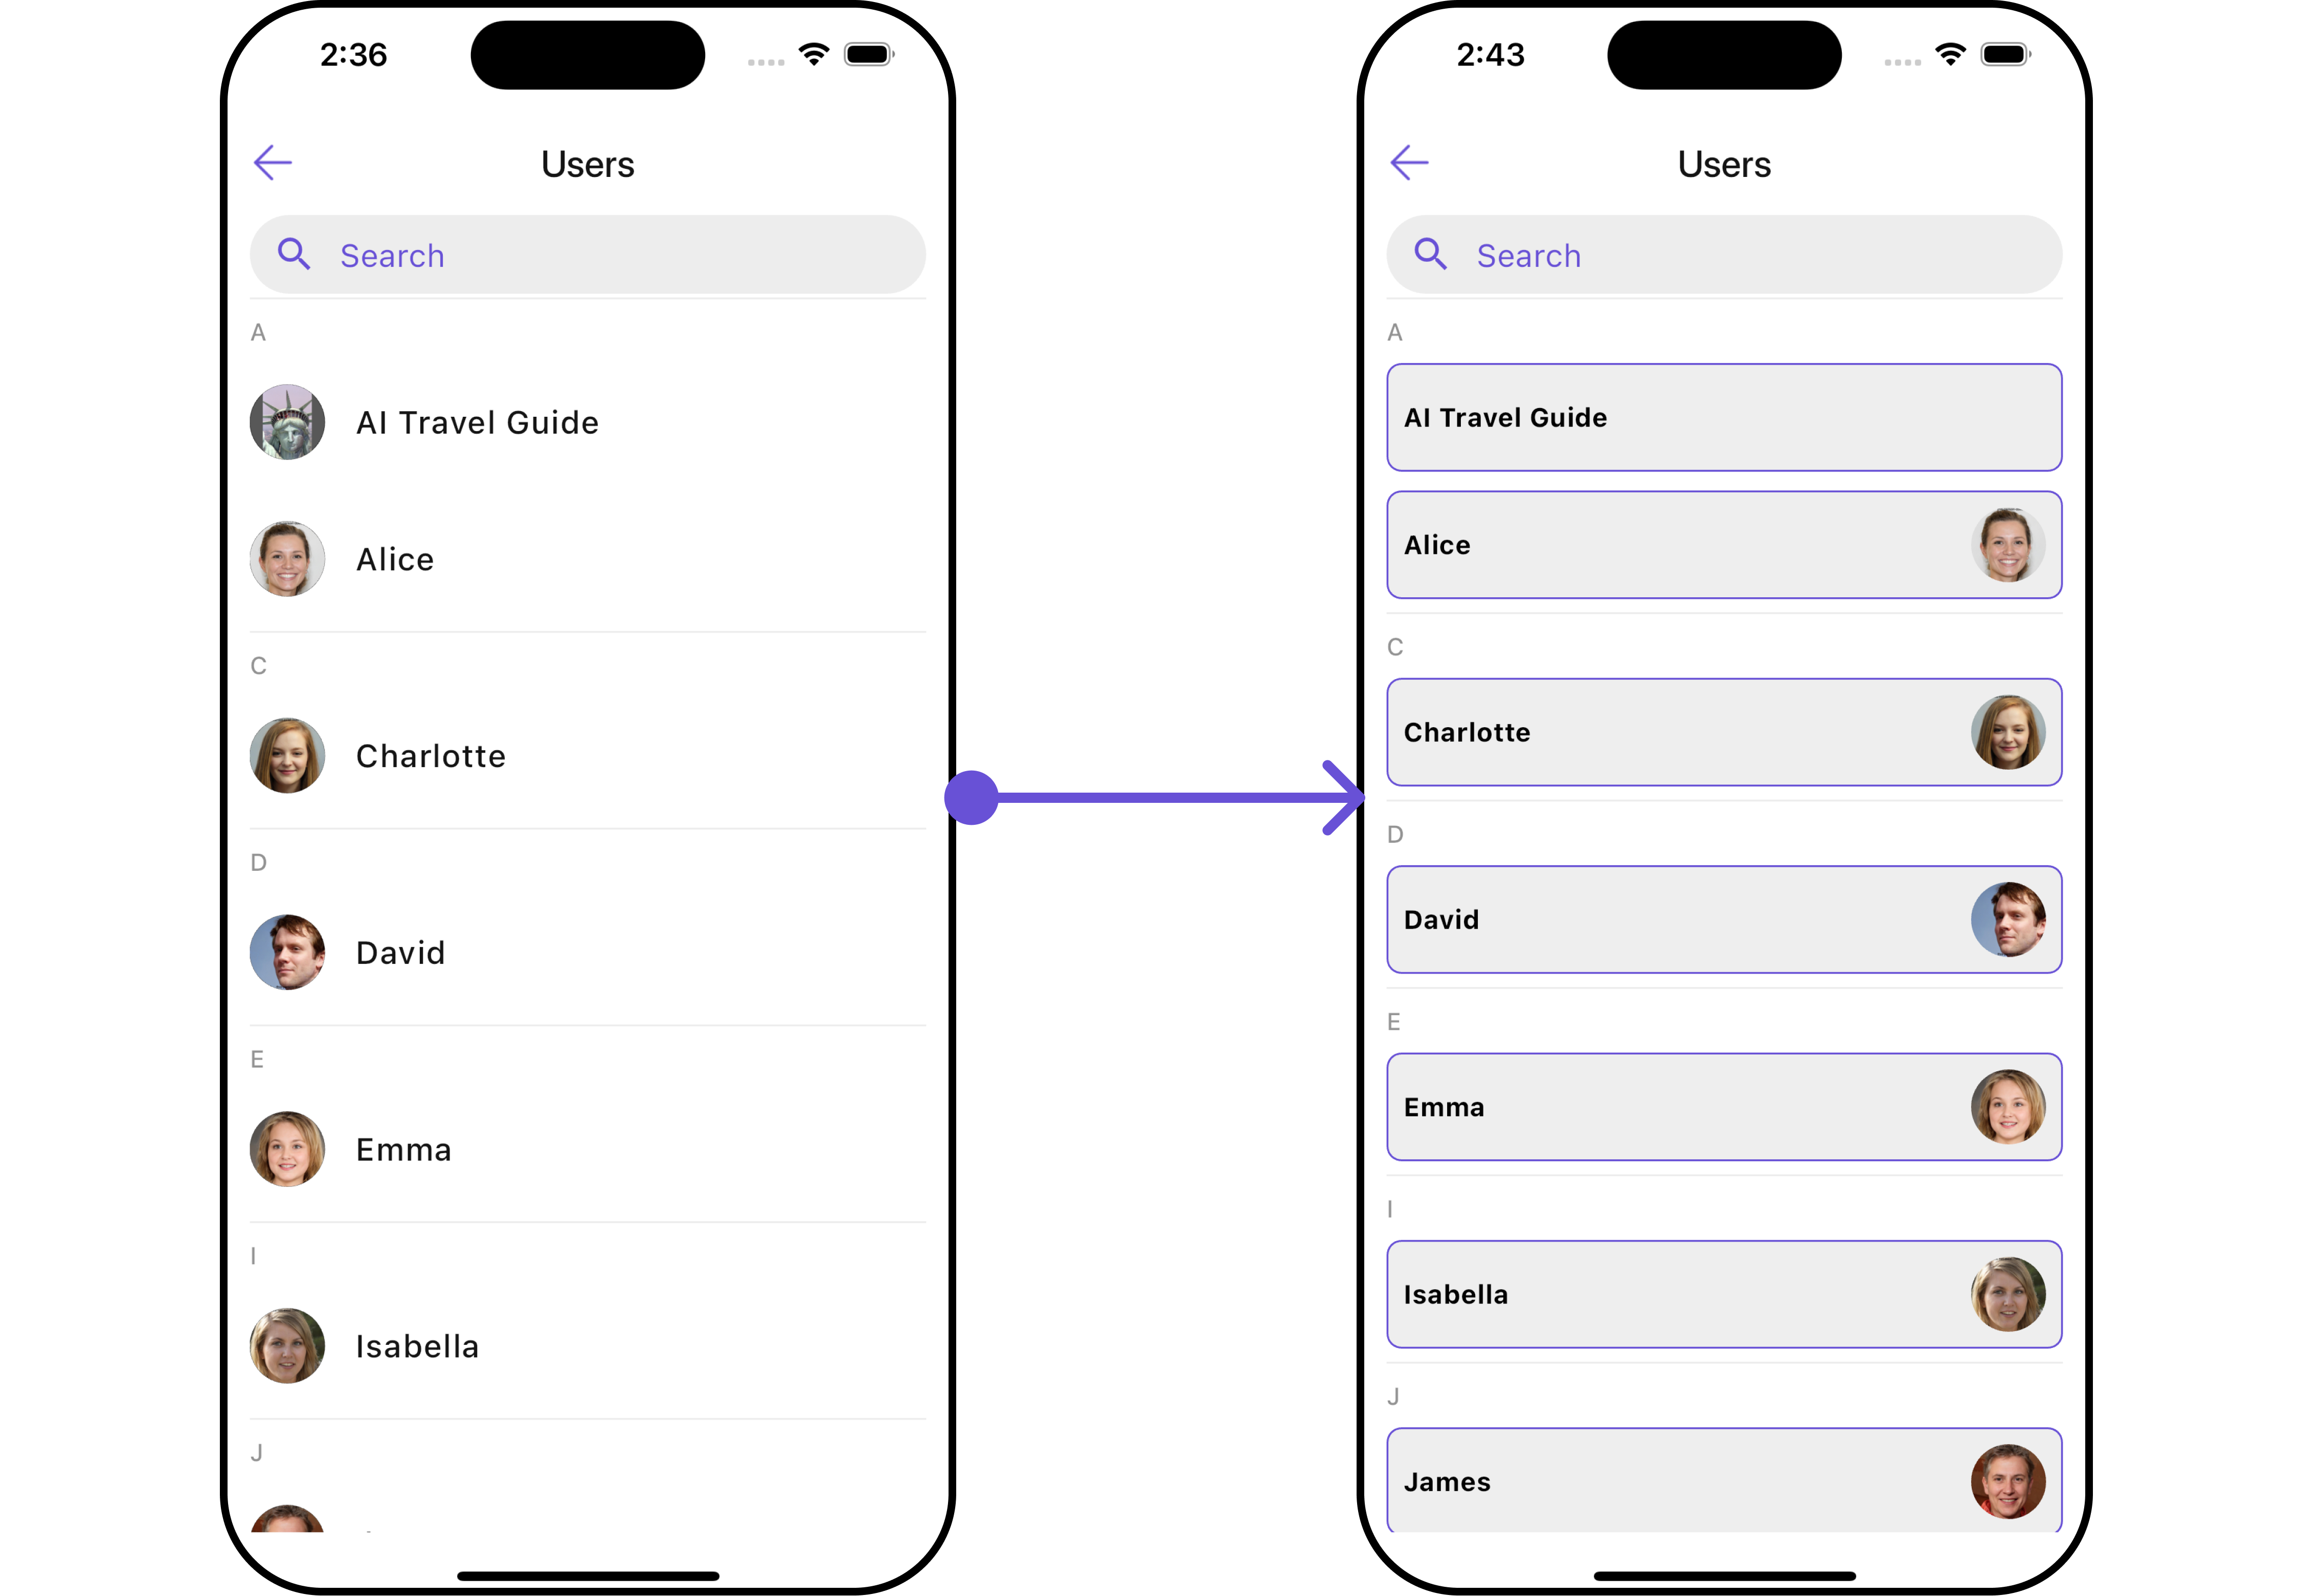 2:36
Users
Search
A
AI Travel Guide
Alice
C
Charlotte
D
David
E
Emma
I
Isabella
J
2:43
Users
Search
A
AI Travel Guide
Alice
C
Charlotte
D
David
E
Emma
I
Isabella
J
James